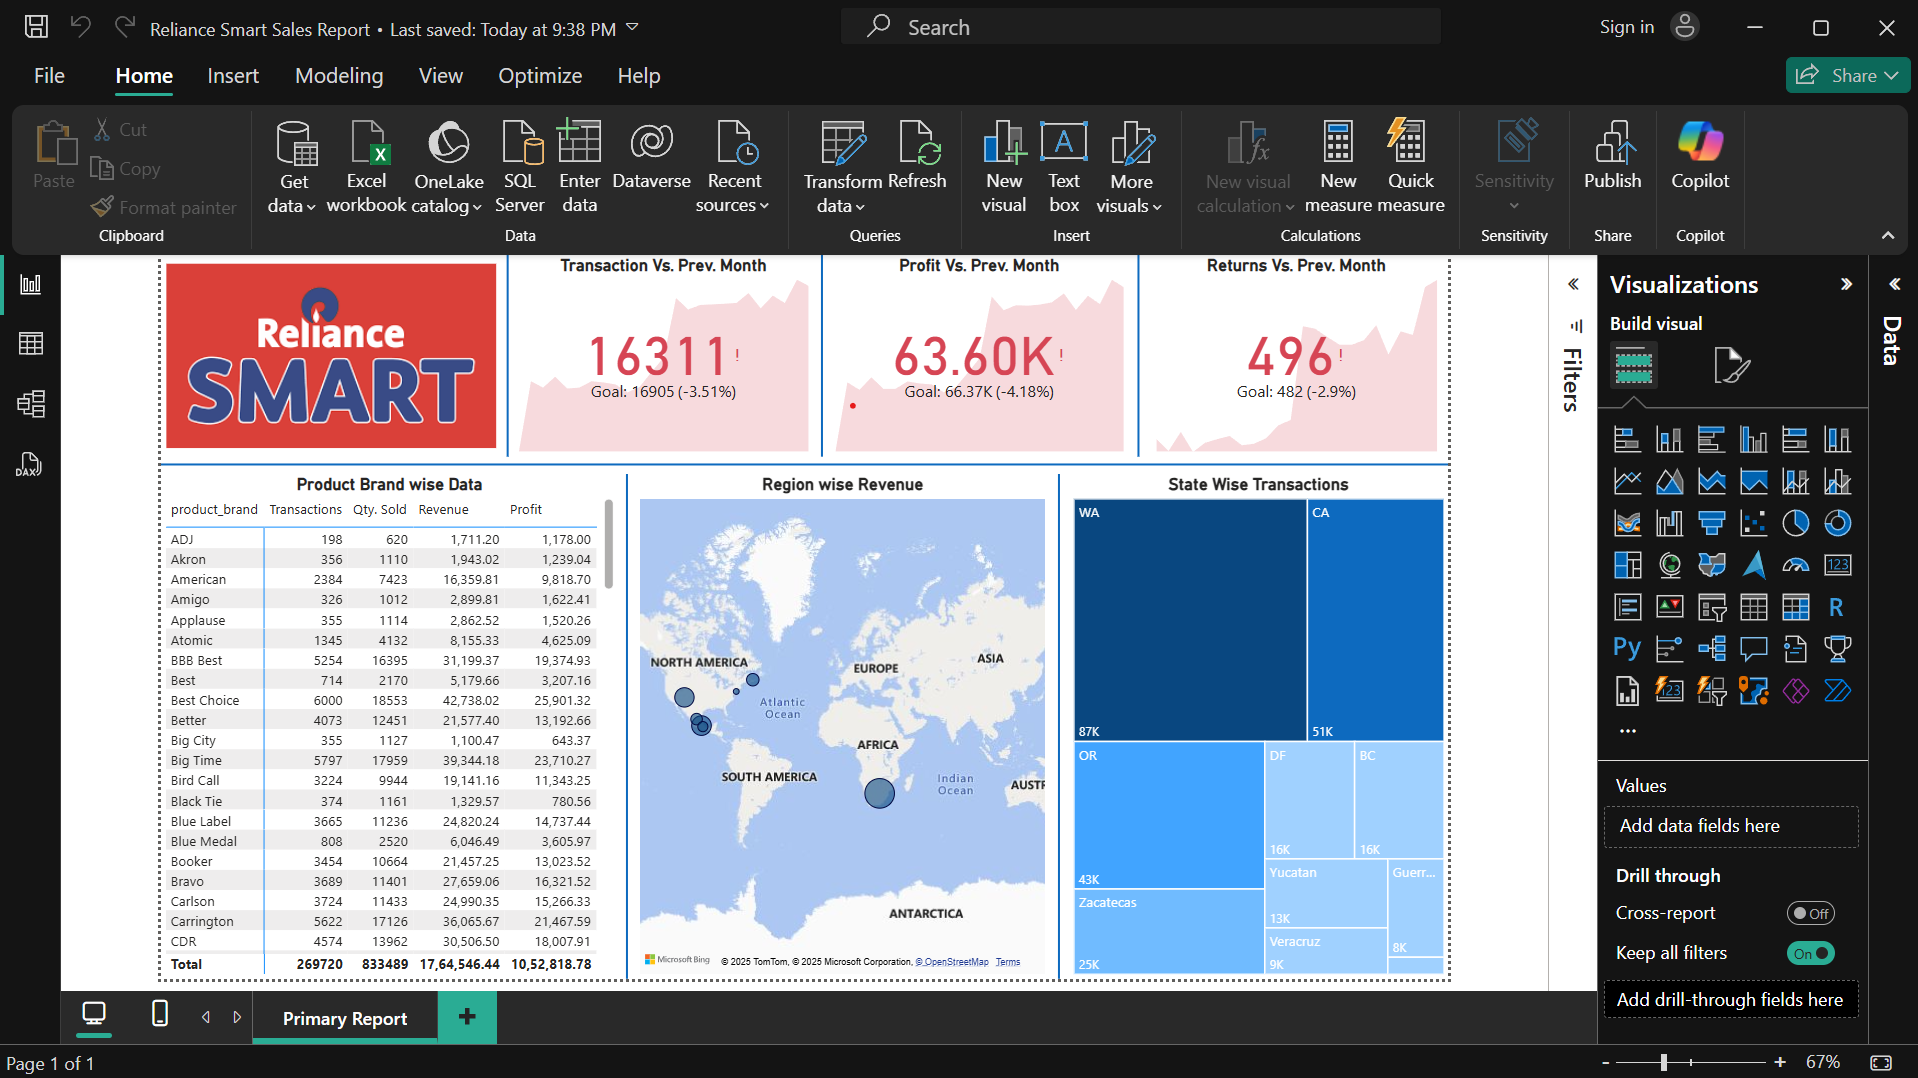 Reliance Smart Sales Report • Last saved: Today at 9:38 PM
Search
Sign in
File
Home
Insert
Modeling
View
Optimize
Help
Share
Paste
Cut
Copy
Format painter
Clipboard
Get data
Excel workbook
OneLake catalog
SQL Server
Enter data
Dataverse
Recent sources
Data
Transform data
Refresh
Queries
New visual
Text box
More visuals
Insert
New visual calculation
New measure
Quick measure
Calculations
Sensitivity
Sensitivity
Publish
Share
Copilot
Copilot
DAX
Reliance
SMART
Transaction Vs. Prev. Month
16311!
Goal: 16905 (-3.51%)
Profit Vs. Prev. Month
63.60K!
Goal: 66.37K (-4.18%)
Returns Vs. Prev. Month
496!
Goal: 482 (-2.9%)
Product Brand wise Data
product_brand Transactions Qty. Sold Revenue Profit
ADJ 198 620 1,711.20 1,178.00
Akron 356 1110 1,943.02 1,239.04
American 2384 7423 16,359.81 9,818.70
Amigo 326 1012 2,899.81 1,622.41
Applause 355 1114 2,862.52 1,520.26
Atomic 1345 4132 8,155.33 4,625.09
BBB Best 5254 16395 31,199.37 19,374.93
Best 714 2170 5,179.66 3,207.16
Best Choice 6000 18553 42,738.02 25,901.32
Better 4073 12451 21,577.40 13,192.66
Big City 355 1127 1,100.47 643.37
Big Time 5797 17959 39,344.18 23,710.27
Bird Call 3224 9944 19,141.16 11,343.25
Black Tie 374 1161 1,329.57 780.56
Blue Label 3665 11236 24,820.24 14,737.44
Blue Medal 808 2520 6,046.49 3,605.97
Booker 3454 10664 21,457.25 13,023.52
Bravo 3689 11401 27,659.06 16,321.52
Carlson 3724 11433 24,990.35 15,266.33
Carrington 5622 17126 36,065.67 21,467.59
CDR 4574 13962 30,506.50 18,007.91
Total 269720 833489 17,64,546.44 10,52,818.78
Region wise Revenue
NORTH AMERICA
EUROPE
ASIA
Atlantic
Ocean
AFRICA
SOUTH AMERICA
Indian
Ocean
AUSTR
ANTARCTICA
Microsoft Bing
© 2025 TomTom, © 2025 Microsoft Corporation, © OpenStreetMap Terms
State Wise Transactions
WA
87K
CA
51K
OR
43K
Zacatecas
25K
DF
16K
BC
16K
Yucatan
13K
Guerr...
8K
Veracruz
9K
Filters
Visualizations
Build visual
123
R
Py
123
Values
Add data fields here
Drill through
Cross-report
Off
Keep all filters
On
Add drill-through fields here
Data
Primary Report
+
Page 1 of 1
- + 67%